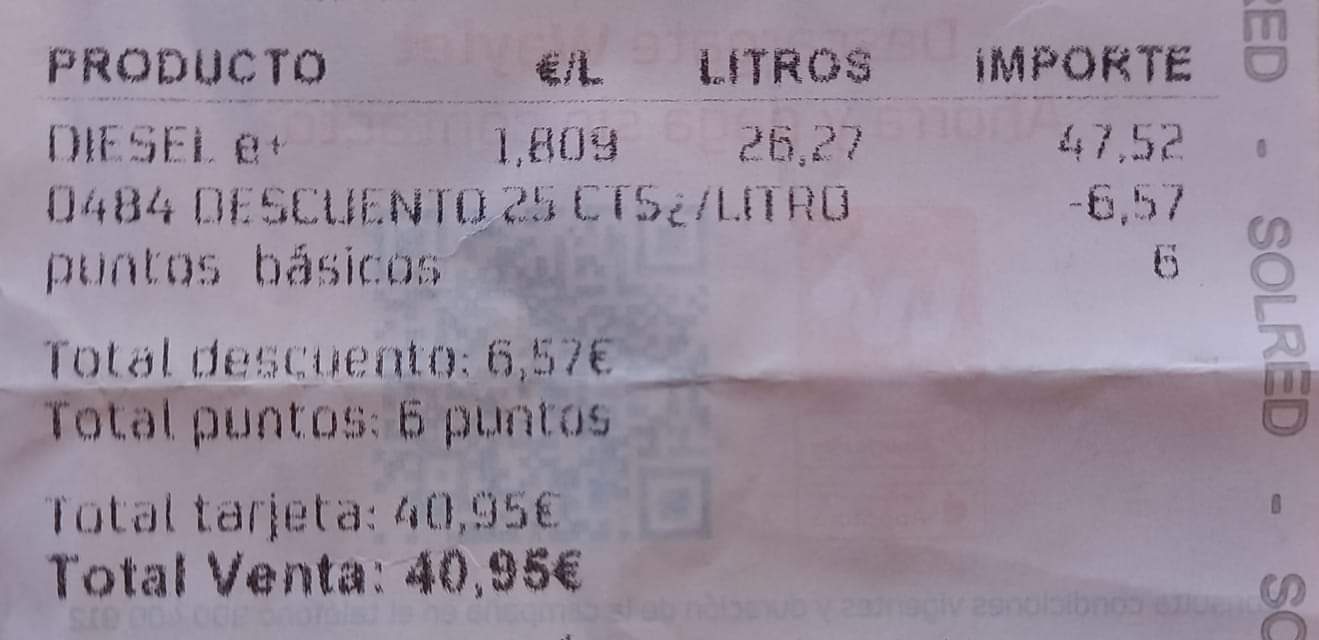 PRODUCTO €/L LITROS iMPORTE
DIESEL e+ 1,809 26,27 47,52
0484 DESCUENTO 25 CTS¿/LITRO -6,57
puntos básicos 6
Total descuento: 6,57€
Total puntos: 6 puntos
Total tarjeta: 40,95€
Total Venta: 40,95€
RED - SOLRED - SO